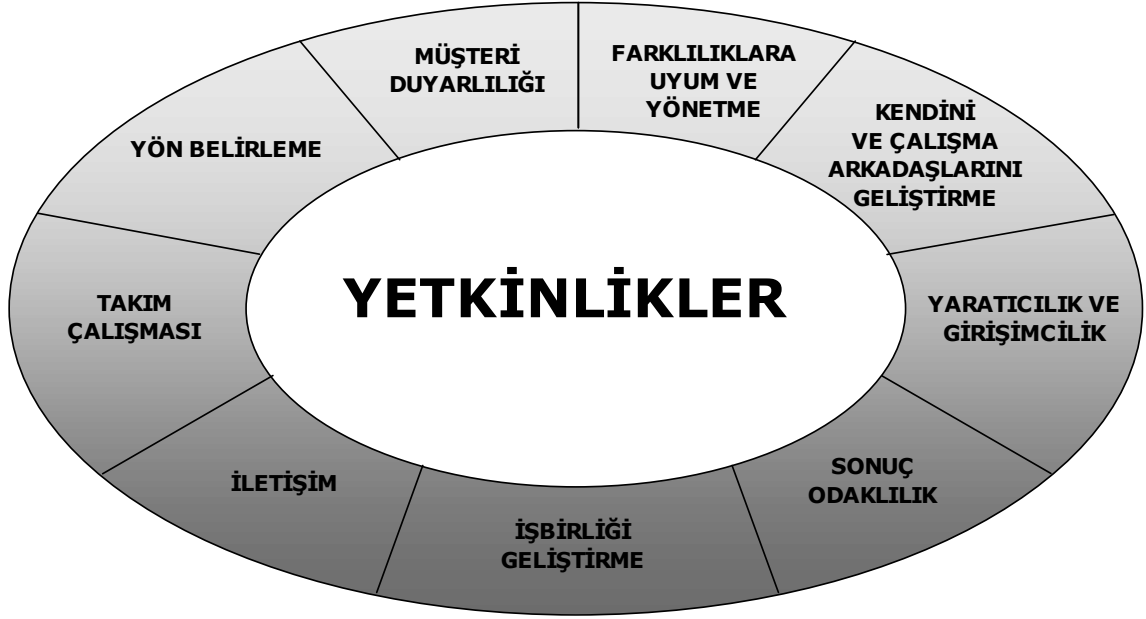 MÜŞTERİ
DUYARLILIĞI
FARKLILIKLARA
UYUM VE
YÖNETME
KENDİNİ
VE ÇALIŞMA
ARKADAŞLARINI
GELİŞTİRME
YARATICILIK VE
GİRİŞİMCİLİK
SONUÇ
ODAKLILIK
İŞBİRLİĞİ
GELİŞTİRME
İLETİŞİM
TAKIM
ÇALIŞMASI
YÖN BELİRLEME
YETKİNLİKLER